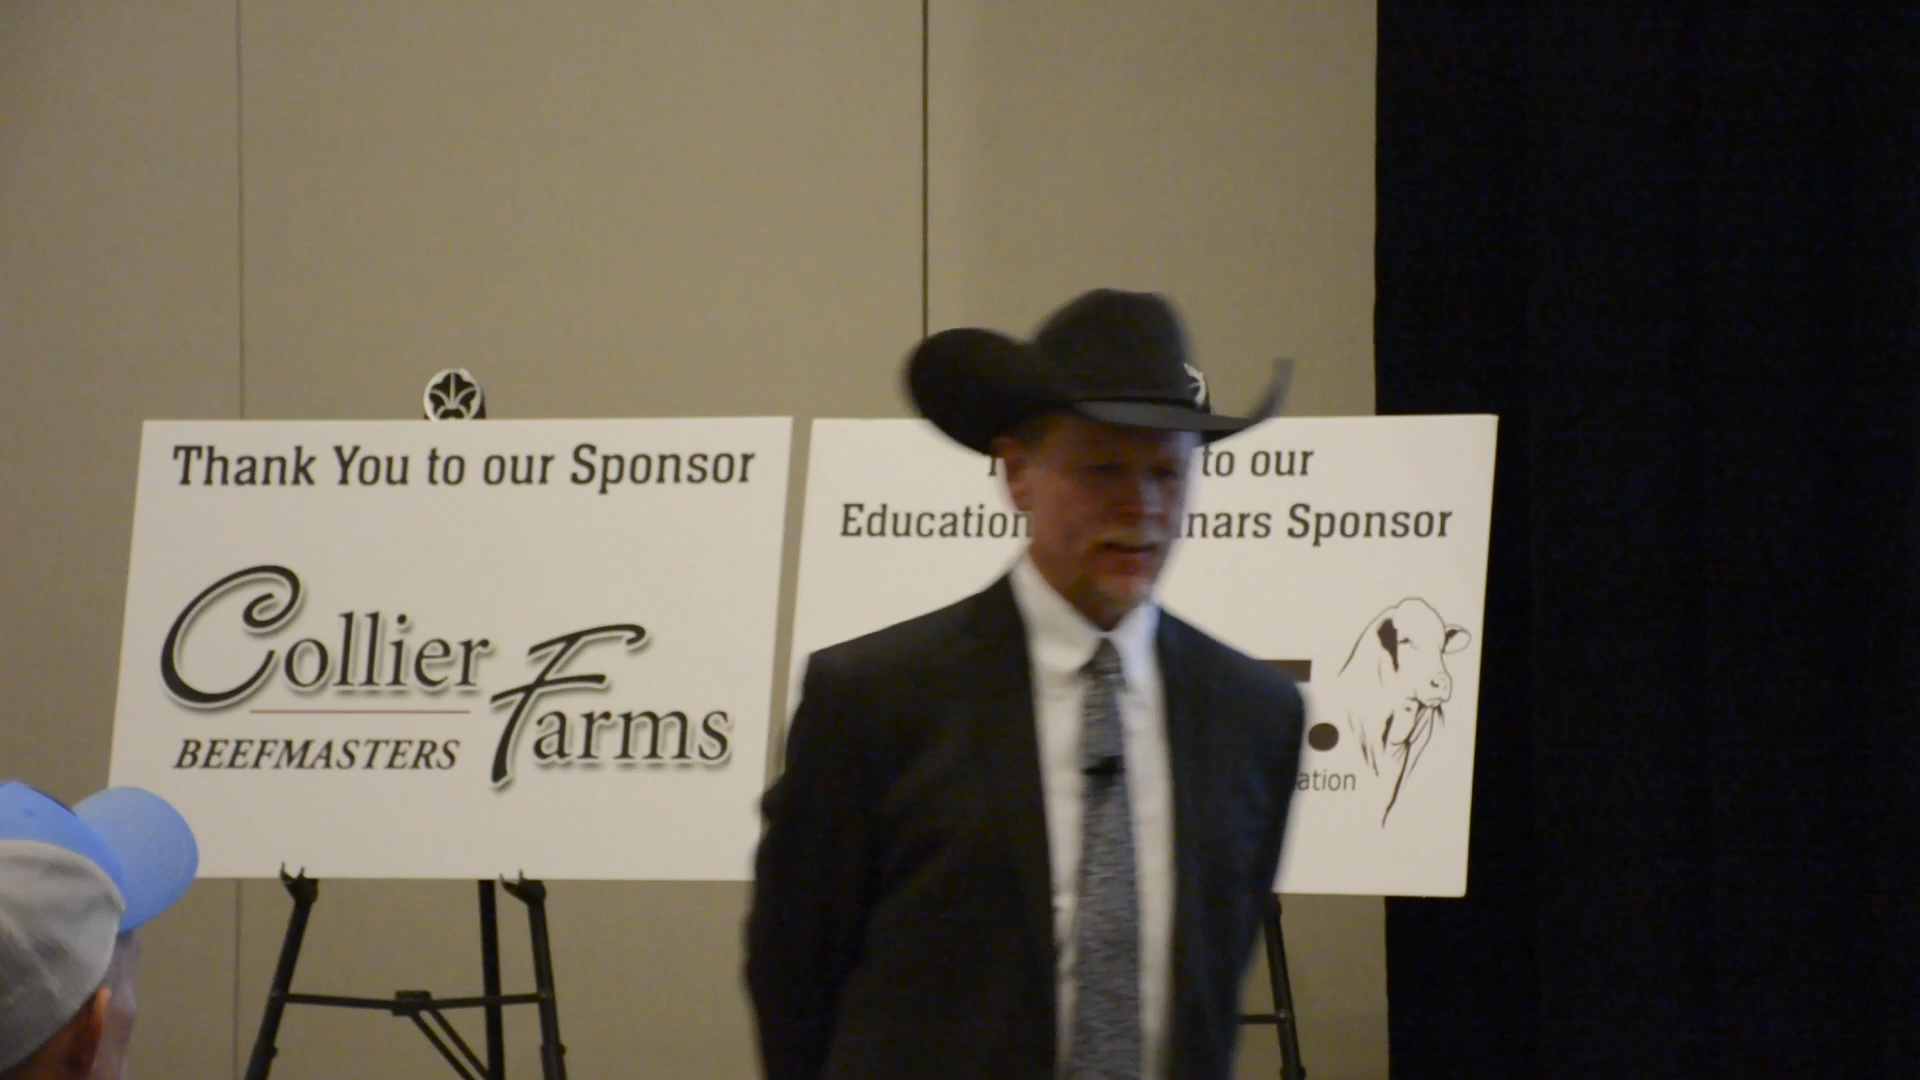 Thank You to our Sponsor
Collier
Farms
BEEFMASTERS
to our
Education nars Sponsor
ation